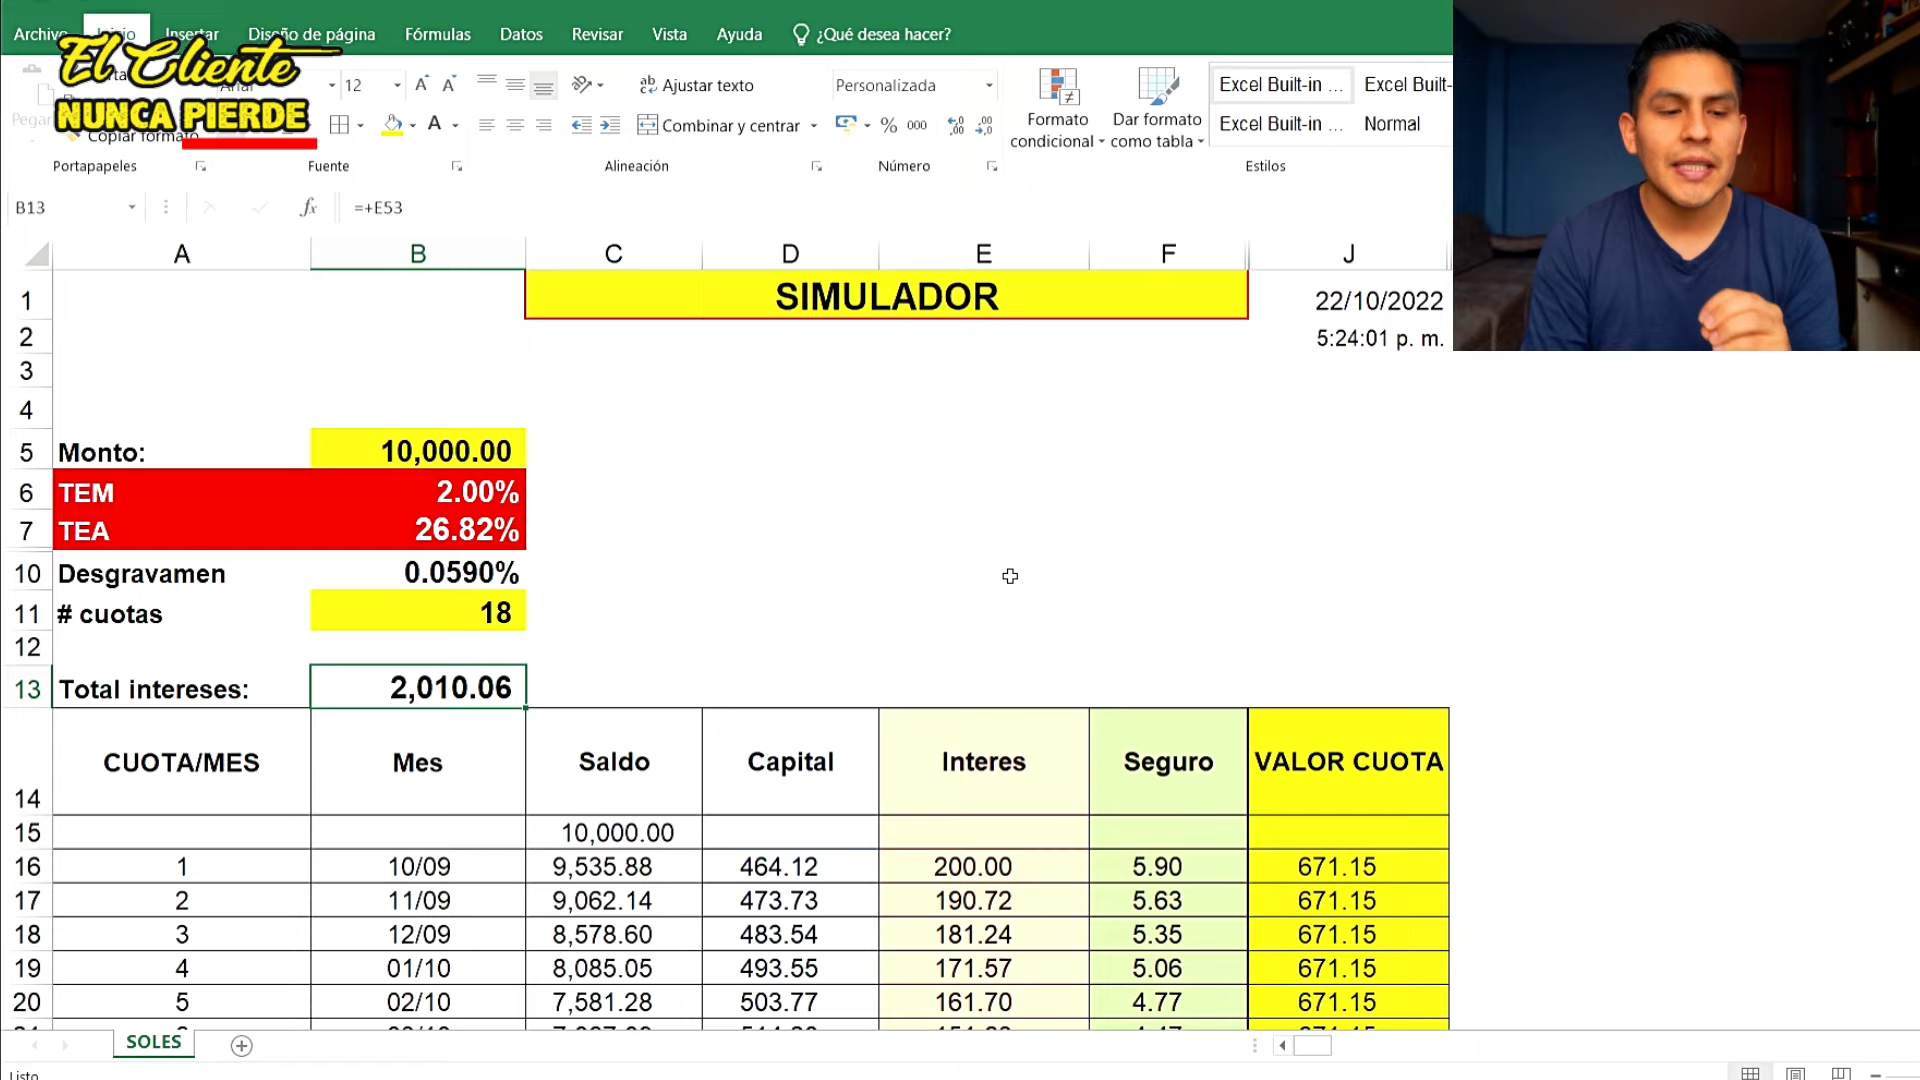 Archivo Inicio Insertar Diseño de página Fórmulas Datos Revisar Vista Ayuda ¿Qué desea hacer?
El Cliente
NUNCA PIERDE
12 Ajustar texto Personalizada Excel Built-in ... Excel Built-
Pegar Copiar formato A Combinar y centrar % 000 Formato condicional Dar formato como tabla Excel Built-in ... Normal
Portapapeles Fuente Alineación Número Estilos
B13 fx =+E53
A B C D E F J
1 SIMULADOR 22/10/2022
2 5:24:01 p. m.
3
4
5 Monto: 10,000.00
6 TEM 2.00%
7 TEA 26.82%
10 Desgravamen 0.0590%
11 # cuotas 18
12
13 Total intereses: 2,010.06
14 CUOTA/MES Mes Saldo Capital Interes Seguro VALOR CUOTA
15 10,000.00
16 1 10/09 9,535.88 464.12 200.00 5.90 671.15
17 2 11/09 9,062.14 473.73 190.72 5.63 671.15
18 3 12/09 8,578.60 483.54 181.24 5.35 671.15
19 4 01/10 8,085.05 493.55 171.57 5.06 671.15
20 5 02/10 7,581.28 503.77 161.70 4.77 671.15
SOLES
Listo